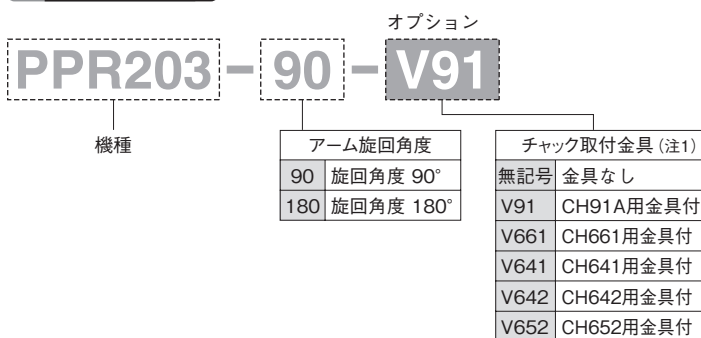 オプション
PPR203-90-V91
機種
アーム旋回角度
90 旋回角度 90°
180 旋回角度 180°
チャック取付金具(注1)
無記号 金具なし
V91 CH91A用金具付
V661 CH661用金具付
V641 CH641用金具付
V642 CH642用金具付
V652 CH652用金具付